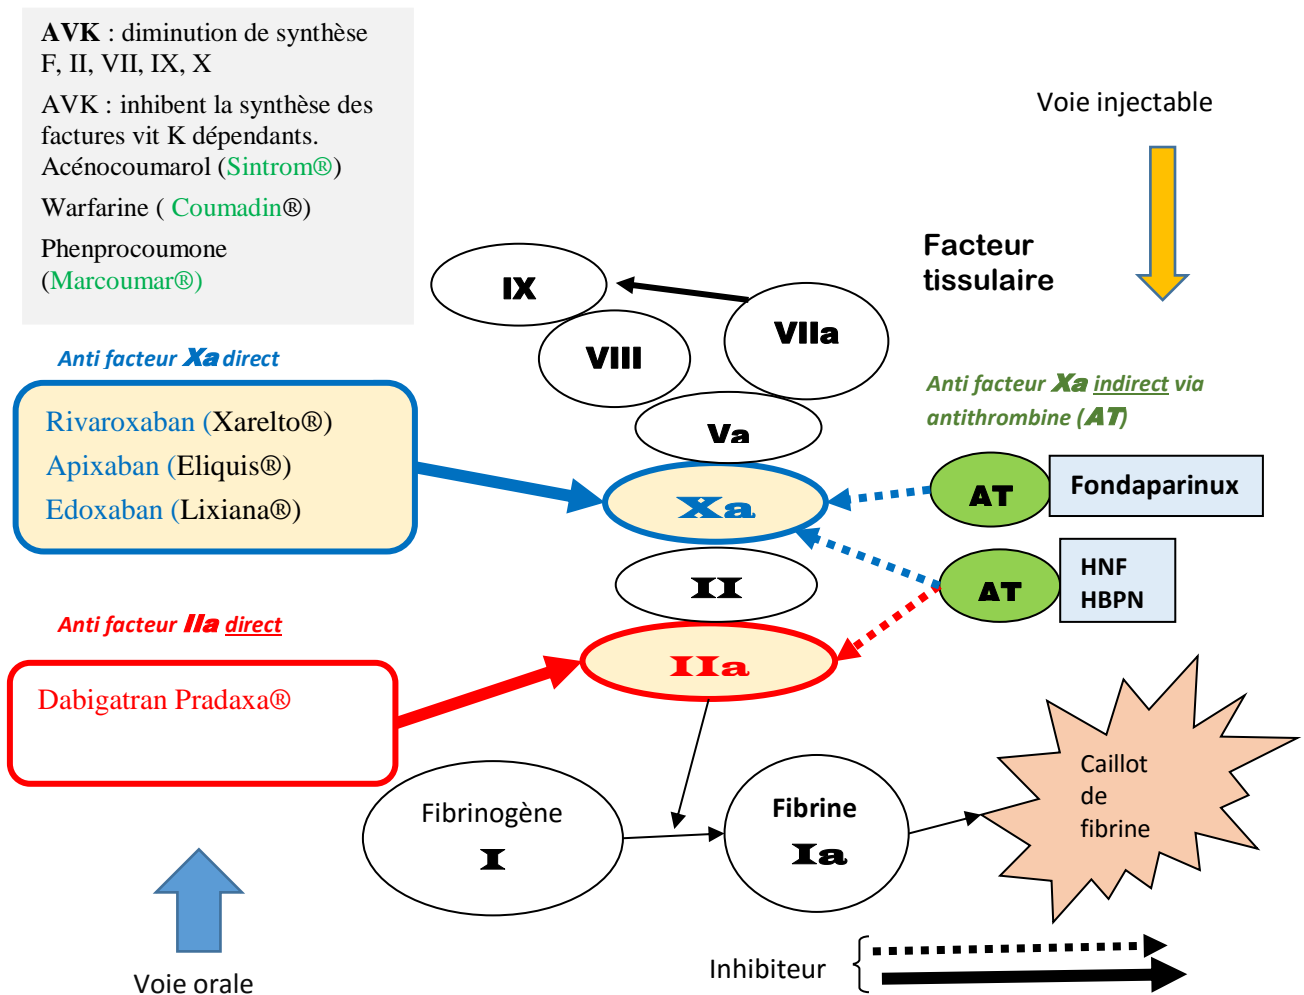 AVK : diminution de synthèse
F, II, VII, IX, X
AVK : inhibent la synthèse des
factures vit K dépendants.
Acénocoumarol (Sintrom®)
Warfarine ( Coumadin®)
Phenprocoumone
(Marcoumar®)
Voie injectable
Facteur
tissulaire
IX
VIII
VIIa
Va
Anti facteur Xa direct
Rivaroxaban (Xarelto®)
Apixaban (Eliquis®)
Edoxaban (Lixiana®)
Xa
Anti facteur Xa indirect via
antithrombine (AT)
AT
Fondaparinux
AT
HNF
HBPN
II
Anti facteur IIa direct
Dabigatran Pradaxa®
IIa
Fibrinogène
I
Fibrine
Ia
Caillot
de
fibrine
Voie orale
Inhibiteur